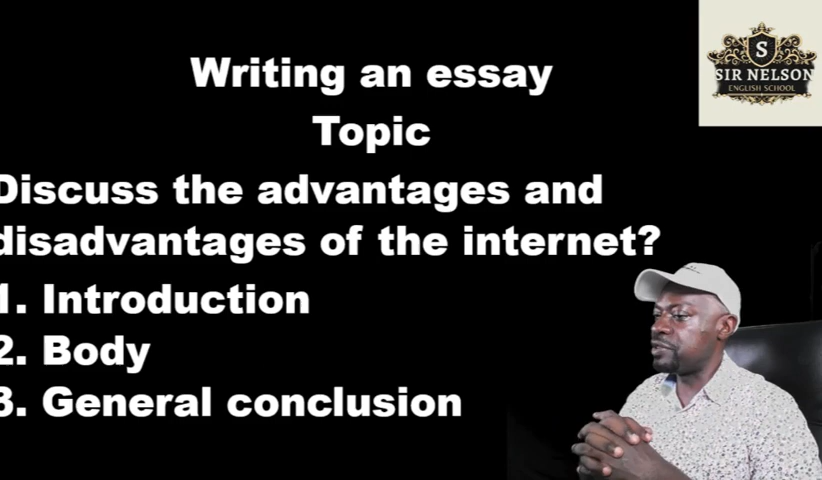 Writing an essay
Topic
Discuss the advantages and
disadvantages of the internet?
1. Introduction
2. Body
3. General conclusion
S
SIR NELSON
ENGLISH SCHOOL